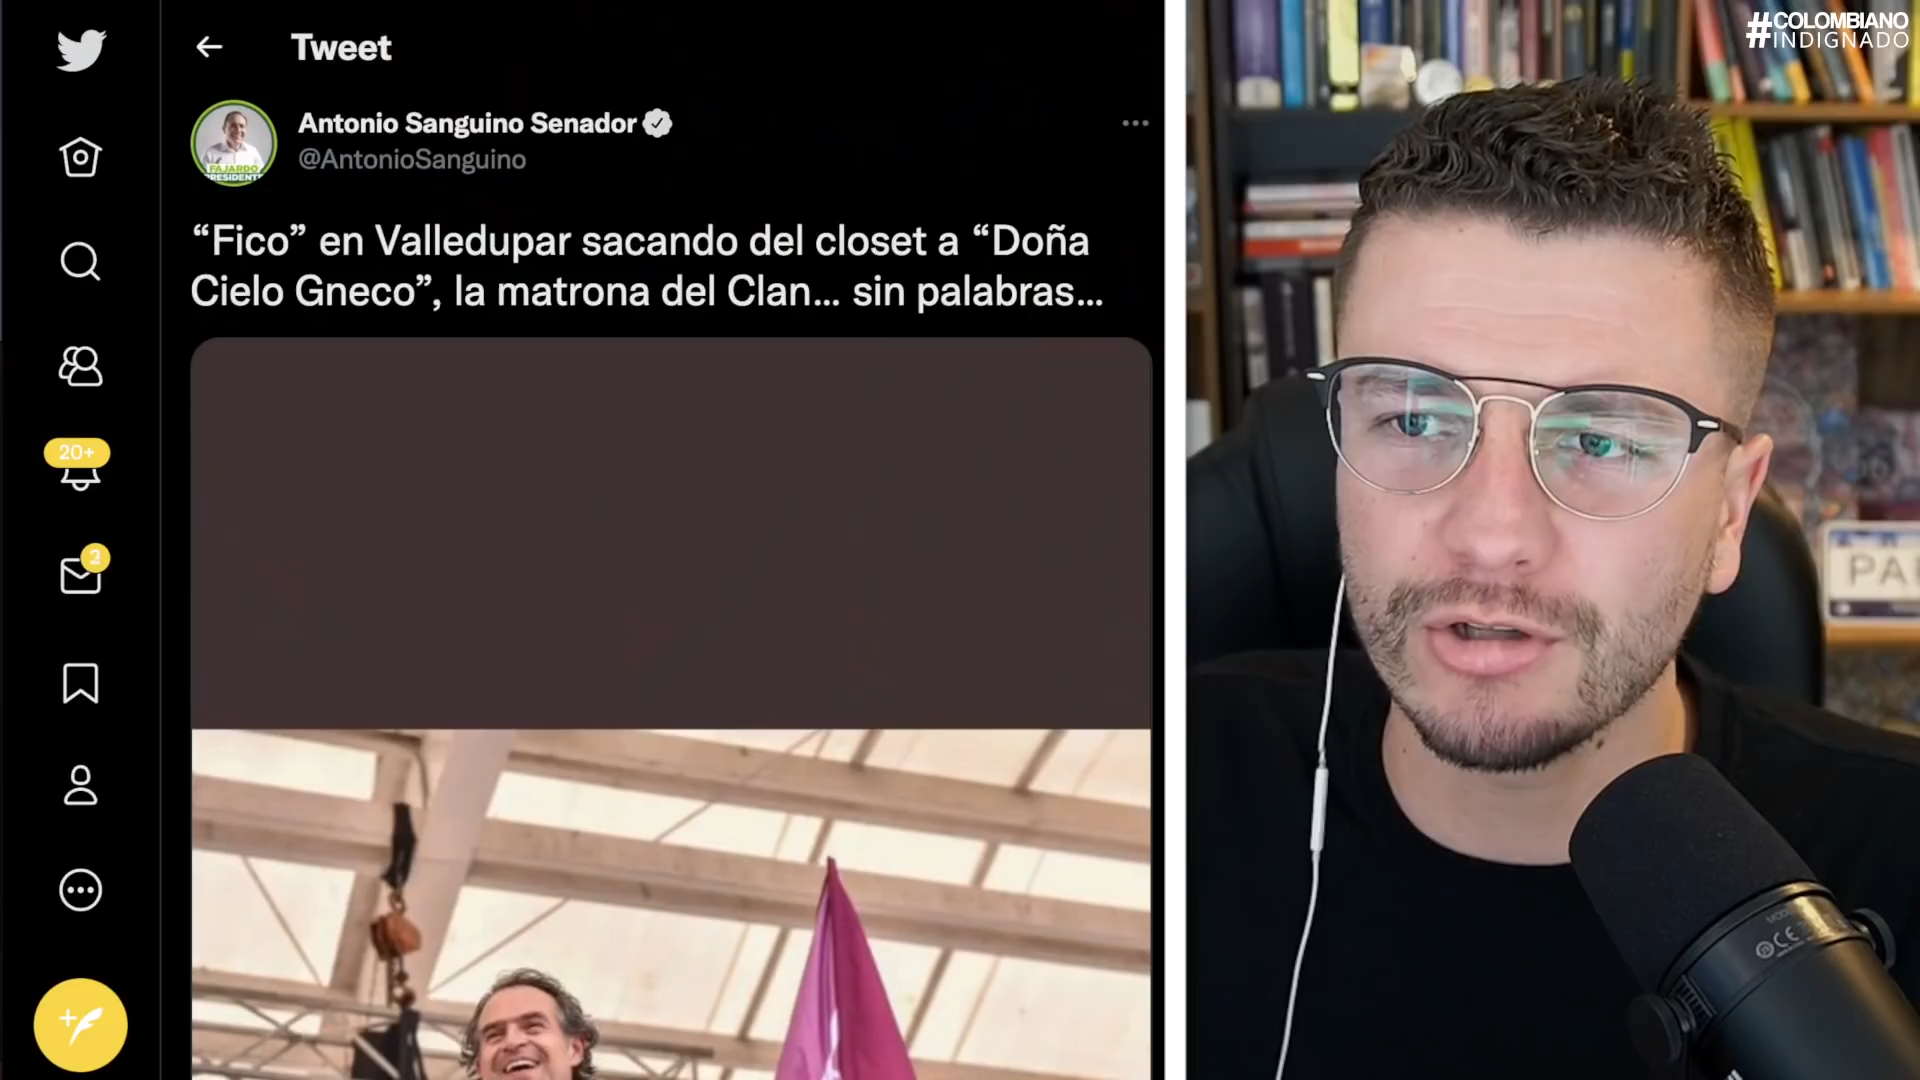 #COLOMBIANO
INDIGNADO
Tweet
Antonio Sanguino Senador
@AntonioSanguino
FAJARDO
PRESIDENTE
“Fico” en Valledupar sacando del closet a “Doña
Cielo Gneco”, la matrona del Clan... sin palabras...
20+
PA
CE